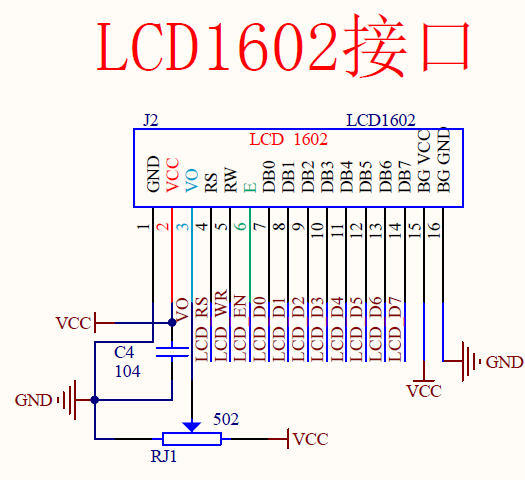 LCD1602接口
J2
LCD1602
LCD 1602
GND
VCC
VO
RS
RW
E
DB0
DB1
DB2
DB3
DB4
DB5
DB6
DB7
BG VCC
BG GND
1
2
3
4
5
6
7
8
9
10
11
12
13
14
15
16
VO
LCD RS
LCD WR
LCD EN
LCD D0
LCD D1
LCD D2
LCD D3
LCD D4
LCD D5
LCD D6
LCD D7
VCC
C4
104
GND
VCC
GND
502
VCC
RJ1